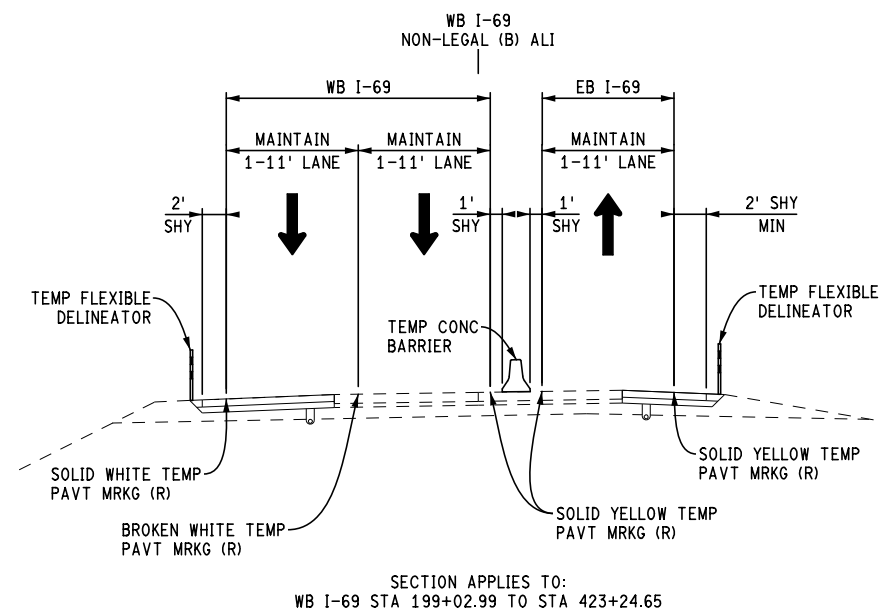 WB I-69
NON-LEGAL (B) ALI
WB I-69
EB I-69
MAINTAIN
1-11' LANE
MAINTAIN
1-11' LANE
MAINTAIN
1-11' LANE
2'
SHY
1'
SHY
1'
SHY
2' SHY
MIN
TEMP FLEXIBLE
DELINEATOR
TEMP CONC
BARRIER
TEMP FLEXIBLE
DELINEATOR
SOLID WHITE TEMP
PAVT MRKG (R)
BROKEN WHITE TEMP
PAVT MRKG (R)
SOLID YELLOW TEMP
PAVT MRKG (R)
SOLID YELLOW TEMP
PAVT MRKG (R)
SECTION APPLIES TO:
WB I-69 STA 199+02.99 TO STA 423+24.65